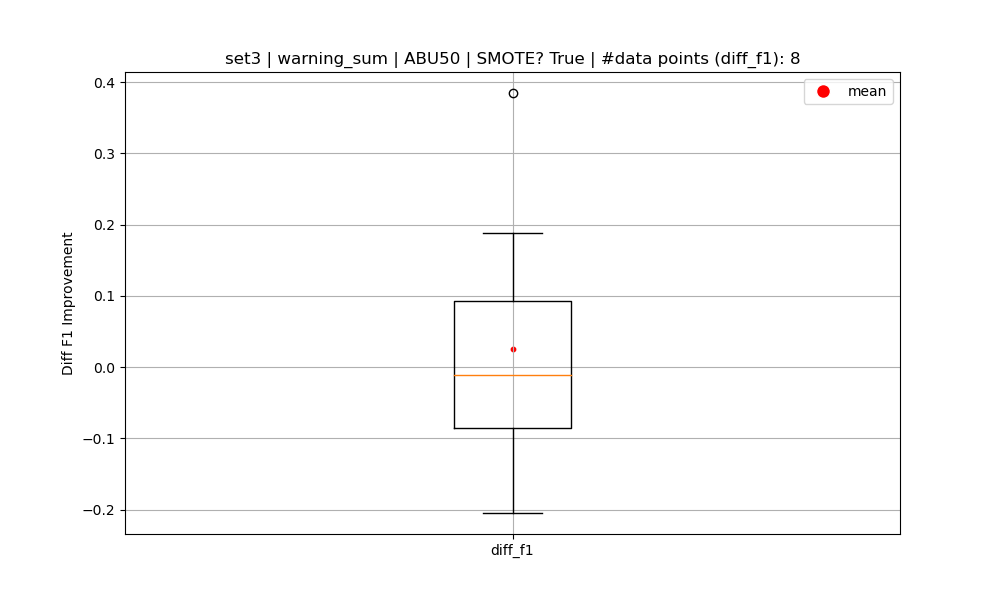 set3 | warning_sum | ABU50 | SMOTE? True | #data points (diff_f1): 8
mean
Diff F1 Improvement
0.4
0.3
0.2
0.1
0.0
−0.1
−0.2
diff_f1